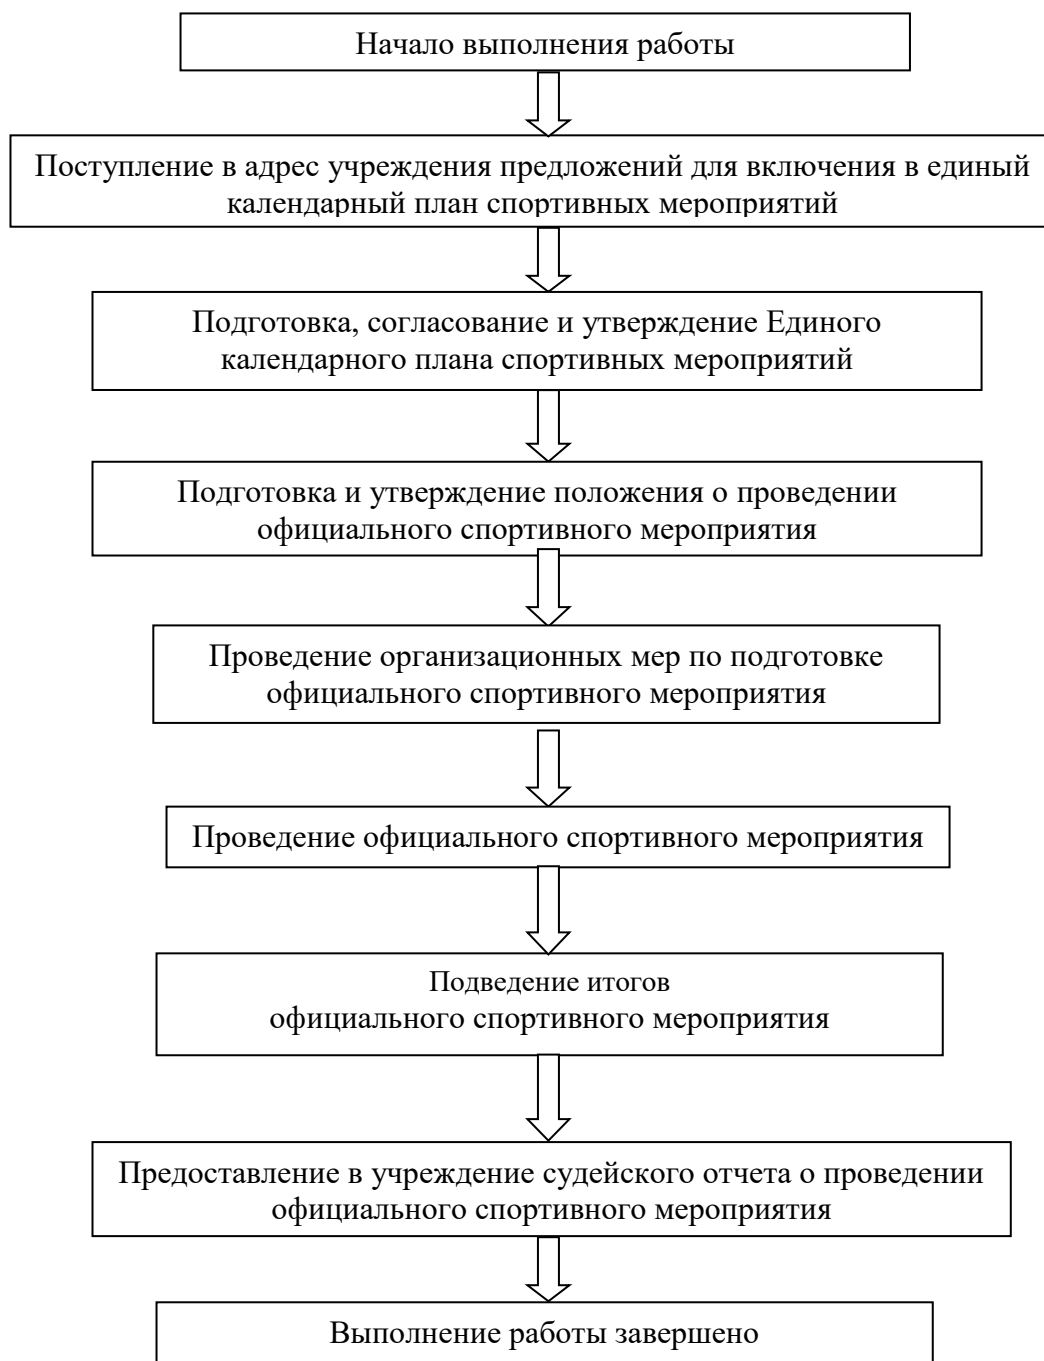 Начало выполнения работы
Поступление в адрес учреждения предложений для включения в единый
календарный план спортивных мероприятий
Подготовка, согласование и утверждение Единого
календарного плана спортивных мероприятий
Подготовка и утверждение положения о проведении
официального спортивного мероприятия
Проведение организационных мер по подготовке
официального спортивного мероприятия
Проведение официального спортивного мероприятия
Подведение итогов
официального спортивного мероприятия
Предоставление в учреждение судейского отчета о проведении
официального спортивного мероприятия
Выполнение работы завершено